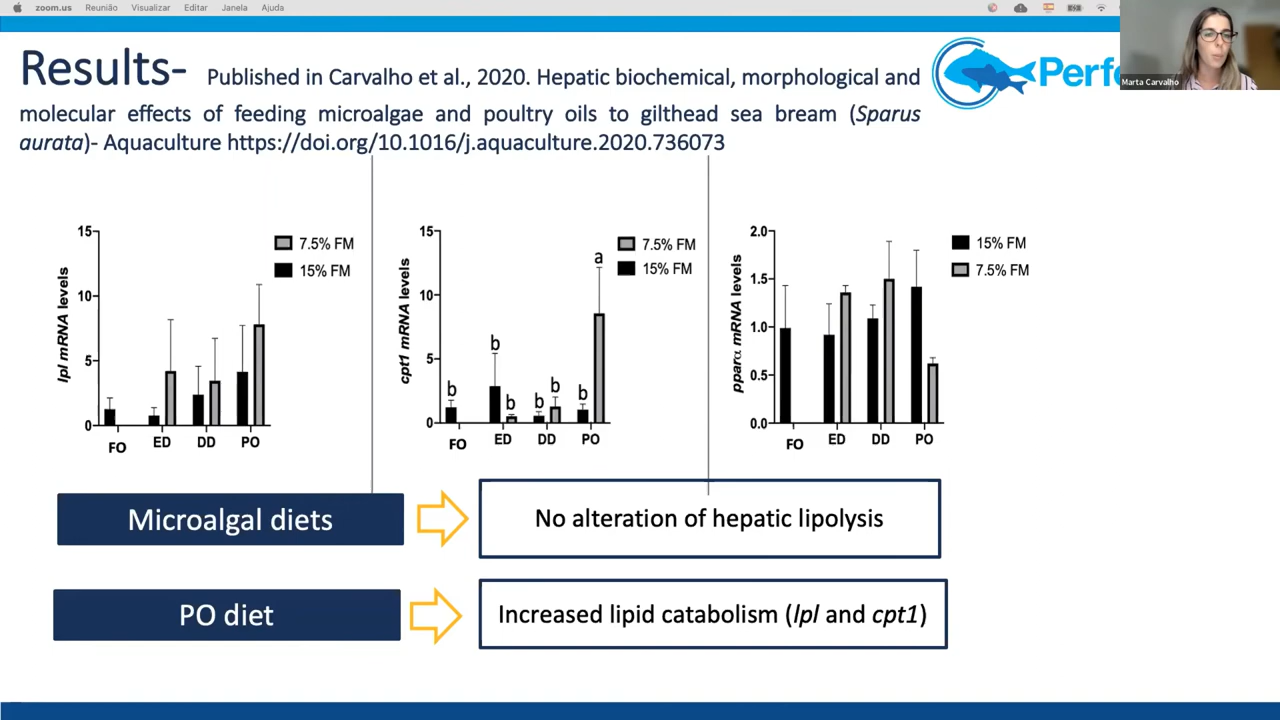 zoom.us Reunião Visualizar Editar Janela Ajuda
Marta Carvalho
Results- Published in Carvalho et al., 2020. Hepatic biochemical, morphological and
molecular effects of feeding microalgae and poultry oils to gilthead sea bream (Sparus
aurata)- Aquaculture https://doi.org/10.1016/j.aquaculture.2020.736073
Perfo
lpl mRNA levels
15
10
5
0
FO ED DD PO
7.5% FM
15% FM
cpt1 mRNA levels
15
10
5
0
b b b b b b a
FO ED DD PO
7.5% FM
15% FM
pparα mRNA levels
2.0
1.5
1.0
0.5
0.0
FO ED DD PO
15% FM
7.5% FM
Microalgal diets
No alteration of hepatic lipolysis
PO diet
Increased lipid catabolism (lpl and cpt1)